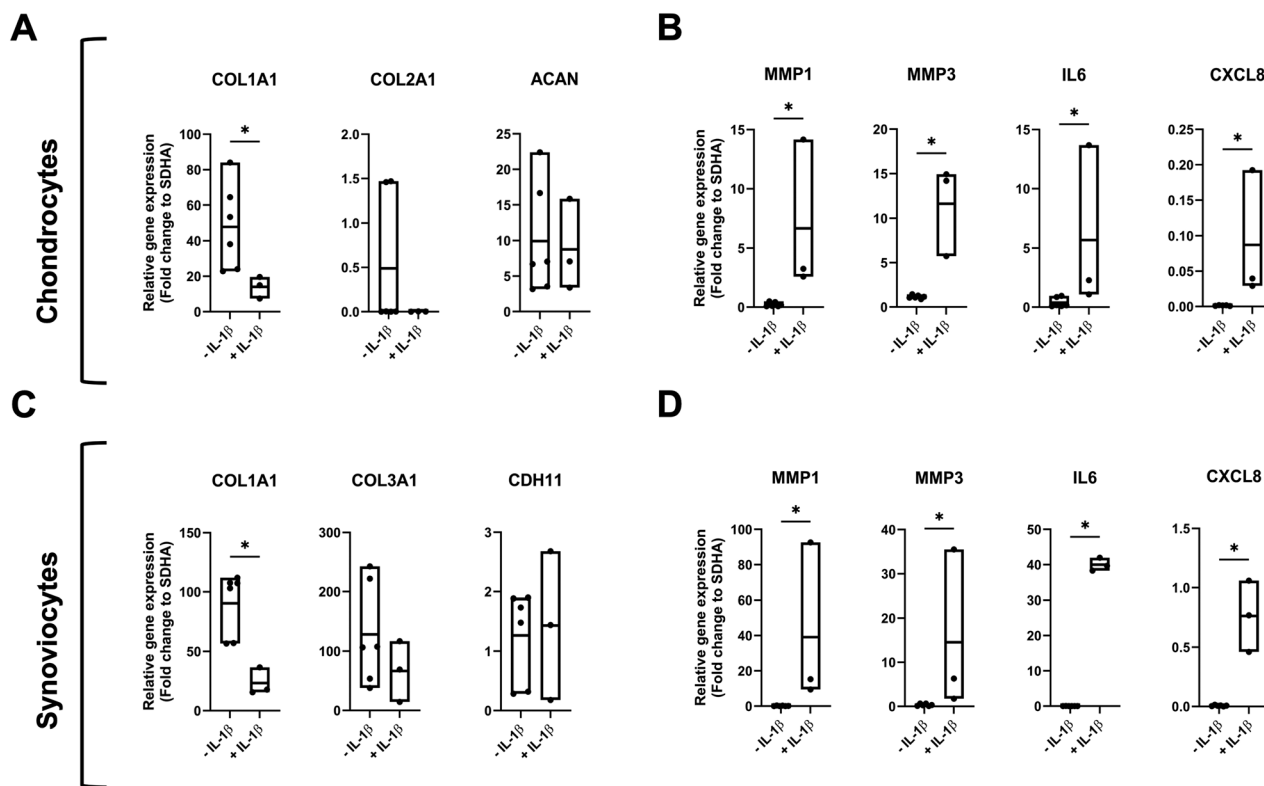 A
B
Chondrocytes
COL1A1
COL2A1
ACAN
MMP1
MMP3
IL6
CXCL8
Relative gene expression
(Fold change to SDHA)
100
80
60
40
20
0
- IL-1β
+ IL-1β
2.0
1.5
1.0
0.5
0.0
- IL-1β
+ IL-1β
25
20
15
10
5
0
- IL-1β
+ IL-1β
*
Relative gene expression
(Fold change to SDHA)
15
10
5
0
- IL-1β
+ IL-1β
*
20
15
10
5
0
- IL-1β
+ IL-1β
*
15
10
5
0
- IL-1β
+ IL-1β
*
0.25
0.20
0.15
0.10
0.05
0.00
- IL-1β
+ IL-1β
*
C
D
Synoviocytes
COL1A1
COL3A1
CDH11
MMP1
MMP3
IL6
CXCL8
Relative gene expression
(Fold change to SDHA)
150
100
50
0
- IL-1β
+ IL-1β
*
300
200
100
0
- IL-1β
+ IL-1β
3
2
1
0
- IL-1β
+ IL-1β
Relative gene expression
(Fold change to SDHA)
100
80
60
40
20
0
- IL-1β
+ IL-1β
*
40
30
20
10
0
- IL-1β
+ IL-1β
*
50
40
30
20
10
0
- IL-1β
+ IL-1β
*
1.5
1.0
0.5
0.0
- IL-1β
+ IL-1β
*